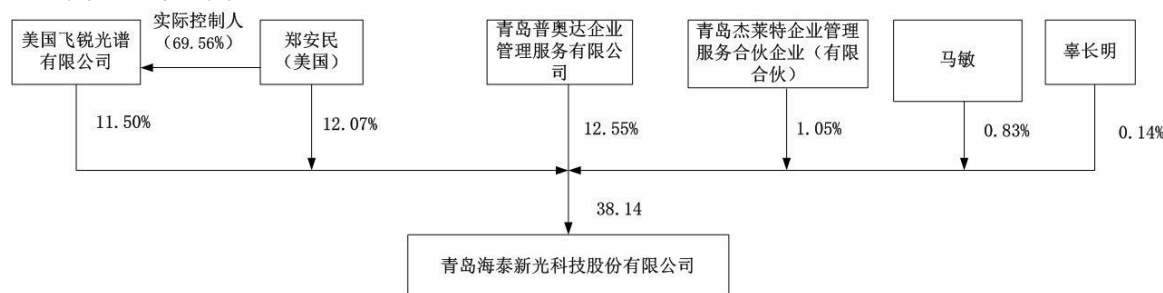 美国飞锐光谱
有限公司
实际控制人
（69.56%）
郑安民
（美国）
青岛普奥达企业
管理服务有限公
司
青岛杰莱特企业管理
服务合伙企业（有限
合伙）
马敏
辜长明
11.50%
12.07%
12.55%
1.05%
0.83%
0.14%
38.14
青岛海泰新光科技股份有限公司